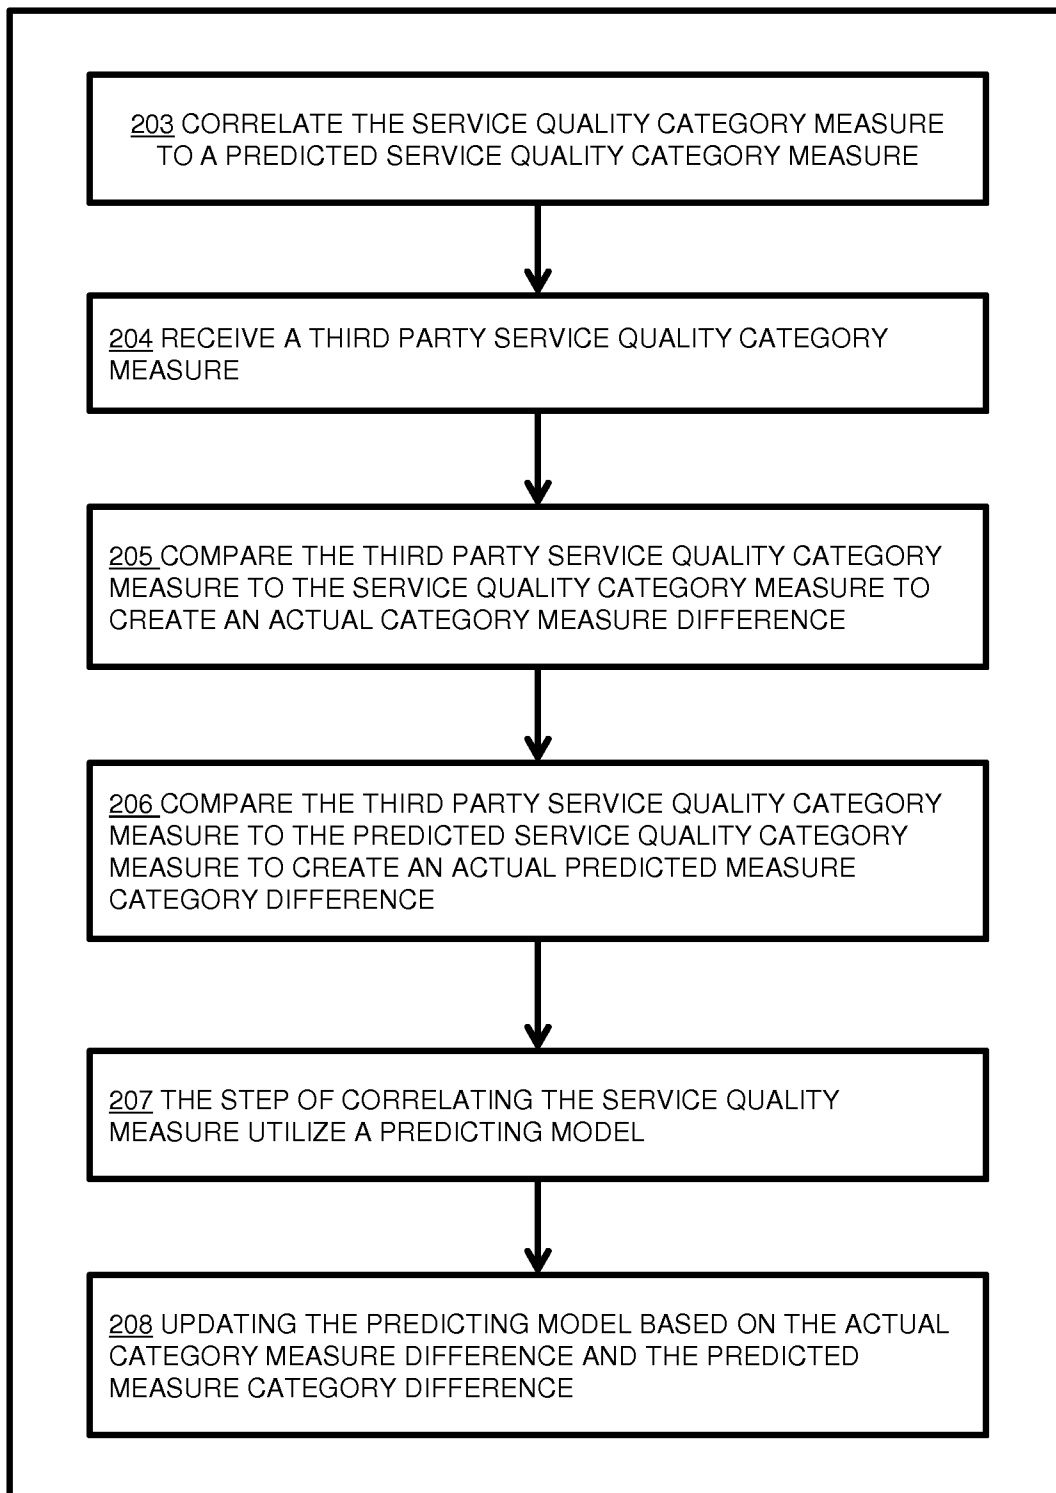 203 CORRELATE THE SERVICE QUALITY CATEGORY MEASURE
TO A PREDICTED SERVICE QUALITY CATEGORY MEASURE
204 RECEIVE A THIRD PARTY SERVICE QUALITY CATEGORY
MEASURE
205 COMPARE THE THIRD PARTY SERVICE QUALITY CATEGORY
MEASURE TO THE SERVICE QUALITY CATEGORY MEASURE TO
CREATE AN ACTUAL CATEGORY MEASURE DIFFERENCE
206 COMPARE THE THIRD PARTY SERVICE QUALITY CATEGORY
MEASURE TO THE PREDICTED SERVICE QUALITY CATEGORY
MEASURE TO CREATE AN ACTUAL PREDICTED MEASURE
CATEGORY DIFFERENCE
207 THE STEP OF CORRELATING THE SERVICE QUALITY
MEASURE UTILIZE A PREDICTING MODEL
208 UPDATING THE PREDICTING MODEL BASED ON THE ACTUAL
CATEGORY MEASURE DIFFERENCE AND THE PREDICTED
MEASURE CATEGORY DIFFERENCE